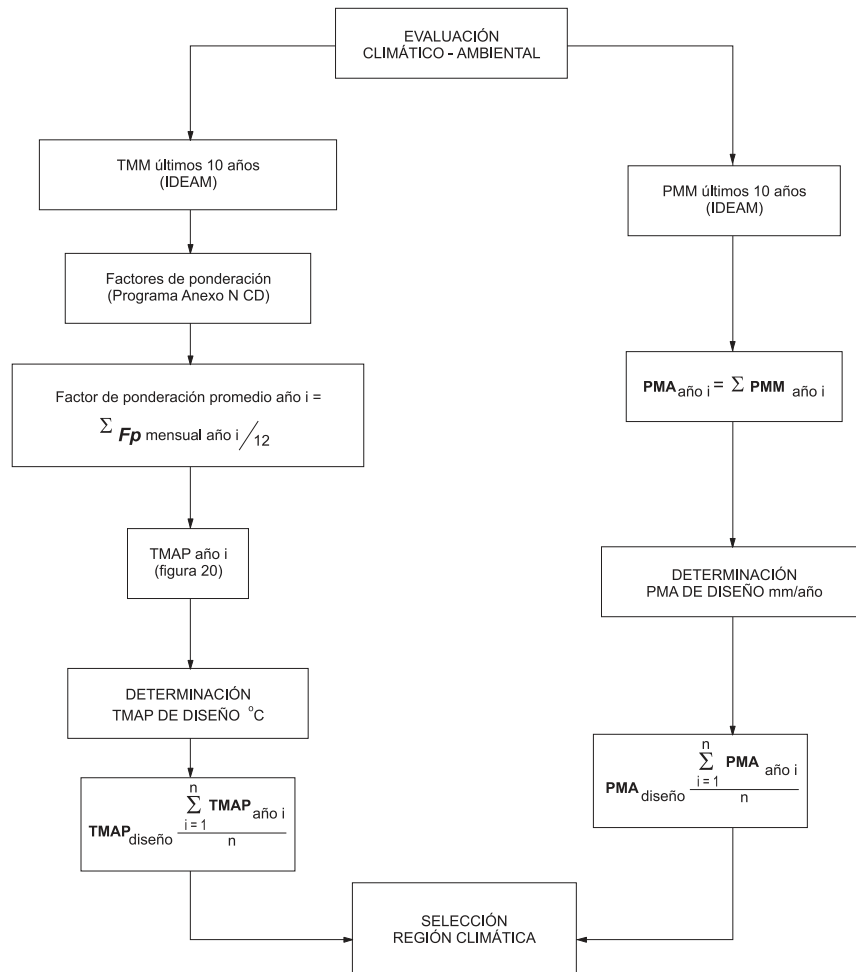 EVALUACIÓN
CLIMÁTICO - AMBIENTAL
TMM últimos 10 años
(IDEAM)
Factores de ponderación
(Programa Anexo N CD)
Factor de ponderación promedio año i =
Σ Fp mensual año i / 12
TMAP año i
(figura 20)
DETERMINACIÓN
TMAP DE DISEÑO °C
n
TMAP diseño Σ TMAP año i
i = 1
n
PMM últimos 10 años
(IDEAM)
PMA año i = Σ PMM año i
DETERMINACIÓN
PMA DE DISEÑO mm/año
n
PMA diseño Σ PMA año i
i = 1
n
SELECCIÓN
REGIÓN CLIMÁTICA